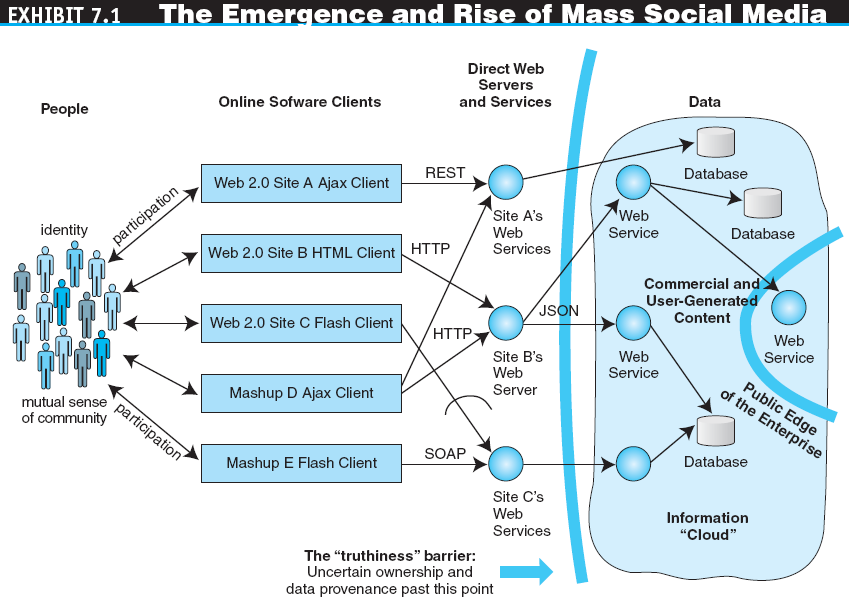 EXHIBIT 7.1 The Emergence and Rise of Mass Social Media
People
Online Sofware Clients
Direct Web
Servers
and Services
Data
identity
participation
mutual sense
of community
participation
Web 2.0 Site A Ajax Client
Web 2.0 Site B HTML Client
Web 2.0 Site C Flash Client
Mashup D Ajax Client
Mashup E Flash Client
REST
HTTP
HTTP
SOAP
JSON
Site A's
Web
Services
Site B's
Web
Server
Site C's
Web
Services
Database
Web
Service
Database
Commercial and
User-Generated
Content
Web
Service
Web
Service
Public Edge
of the Enterprise
Database
Information
“Cloud”
The “truthiness” barrier:
Uncertain ownership and
data provenance past this point